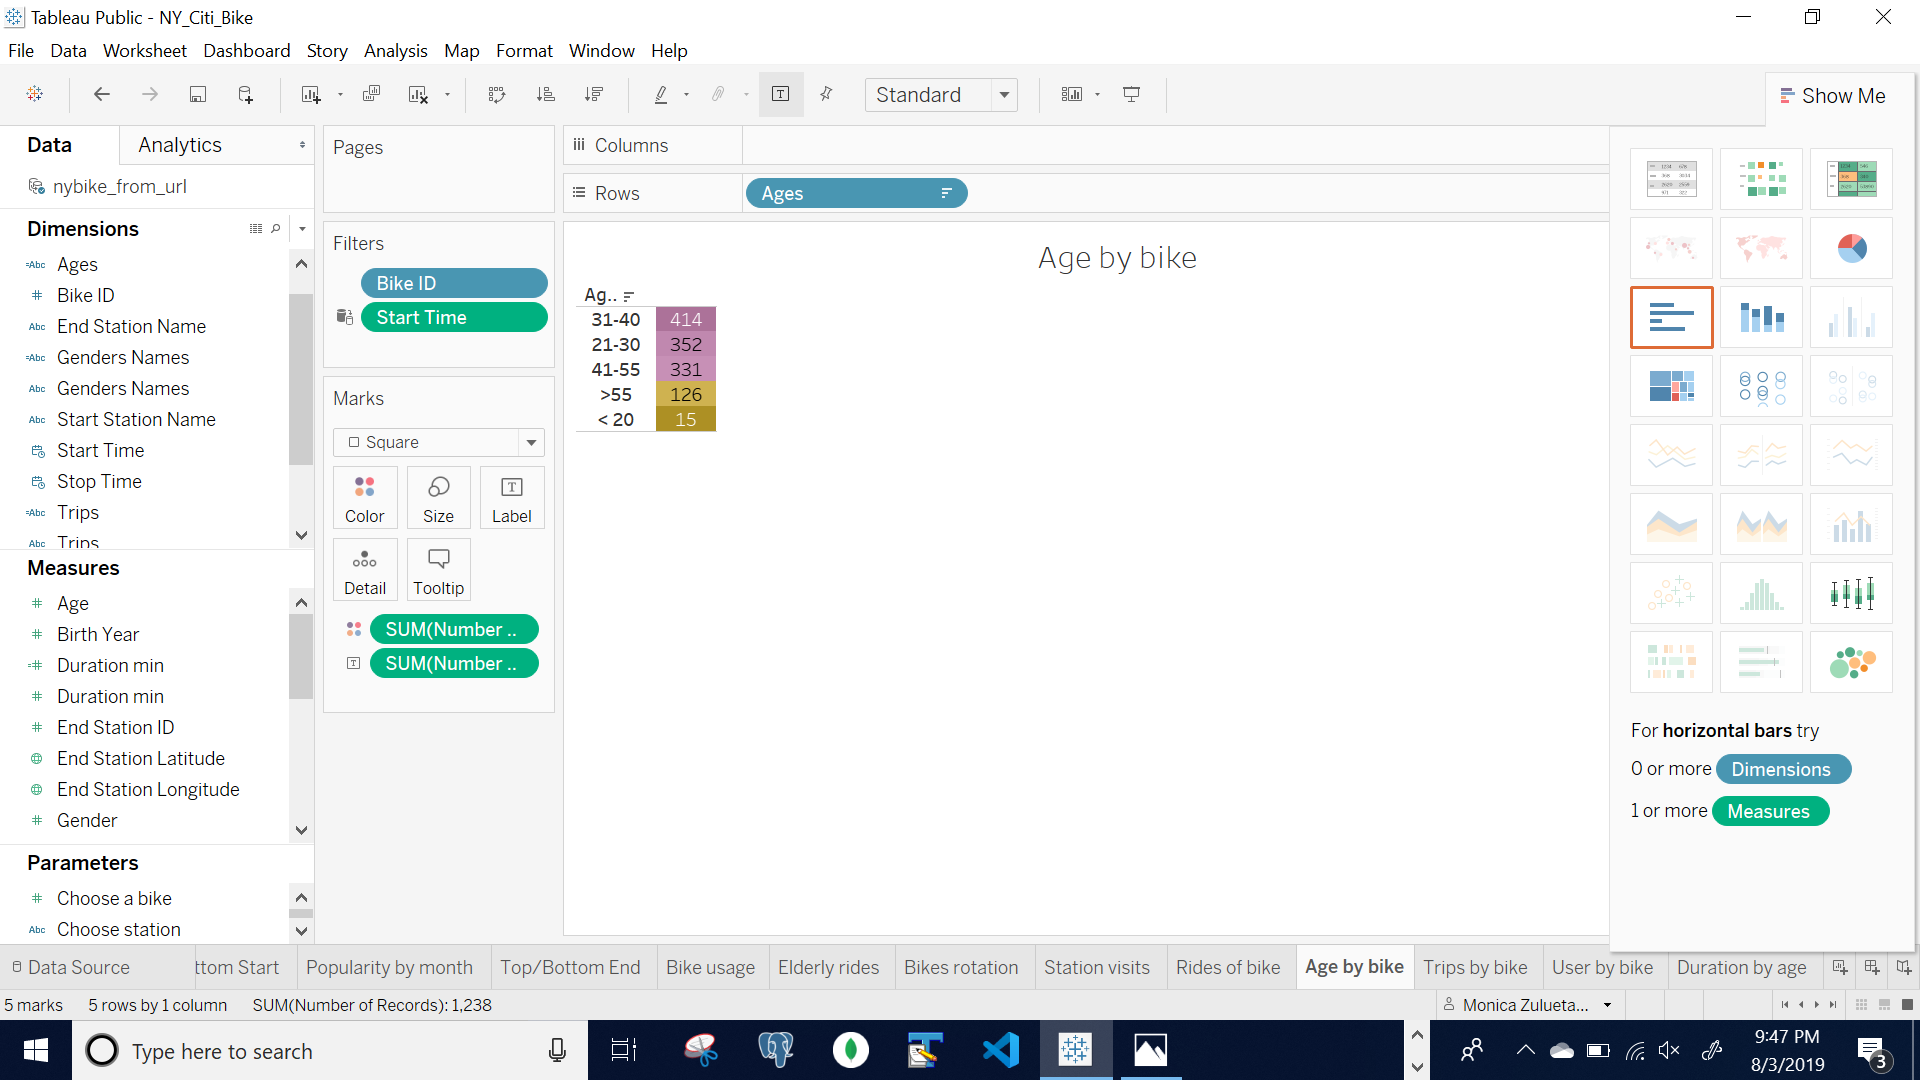 Tableau Public - NY_Citi_Bike
File Data Worksheet Dashboard Story Analysis Map Format Window Help
Standard
Show Me
Data Analytics
nybike_from_url
Dimensions
Abc Ages
Bike ID
Abc End Station Name
Abc Genders Names
Abc Genders Names
Abc Start Station Name
Start Time
Stop Time
Abc Trips
Abc Trips
Measures
Age
Birth Year
Duration min
Duration min
End Station ID
End Station Latitude
End Station Longitude
Gender
Parameters
Choose a bike
Abc Choose station
Pages
Filters
Bike ID
Start Time
Marks
Square
Color Size Label
Detail Tooltip
SUM(Number ..
SUM(Number ..
Columns
Rows Ages
Age by bike
Ag..
31-40 414
21-30 352
41-55 331
>55 126
< 20 15
For horizontal bars try
0 or more Dimensions
1 or more Measures
Data Source ttom Start Popularity by month Top/Bottom End Bike usage Elderly rides Bikes rotation Station visits Rides of bike Age by bike Trips by bike User by bike Duration by age
5 marks 5 rows by 1 column SUM(Number of Records): 1,238 Monica Zulueta...
Type here to search
9:47 PM
8/3/2019
3